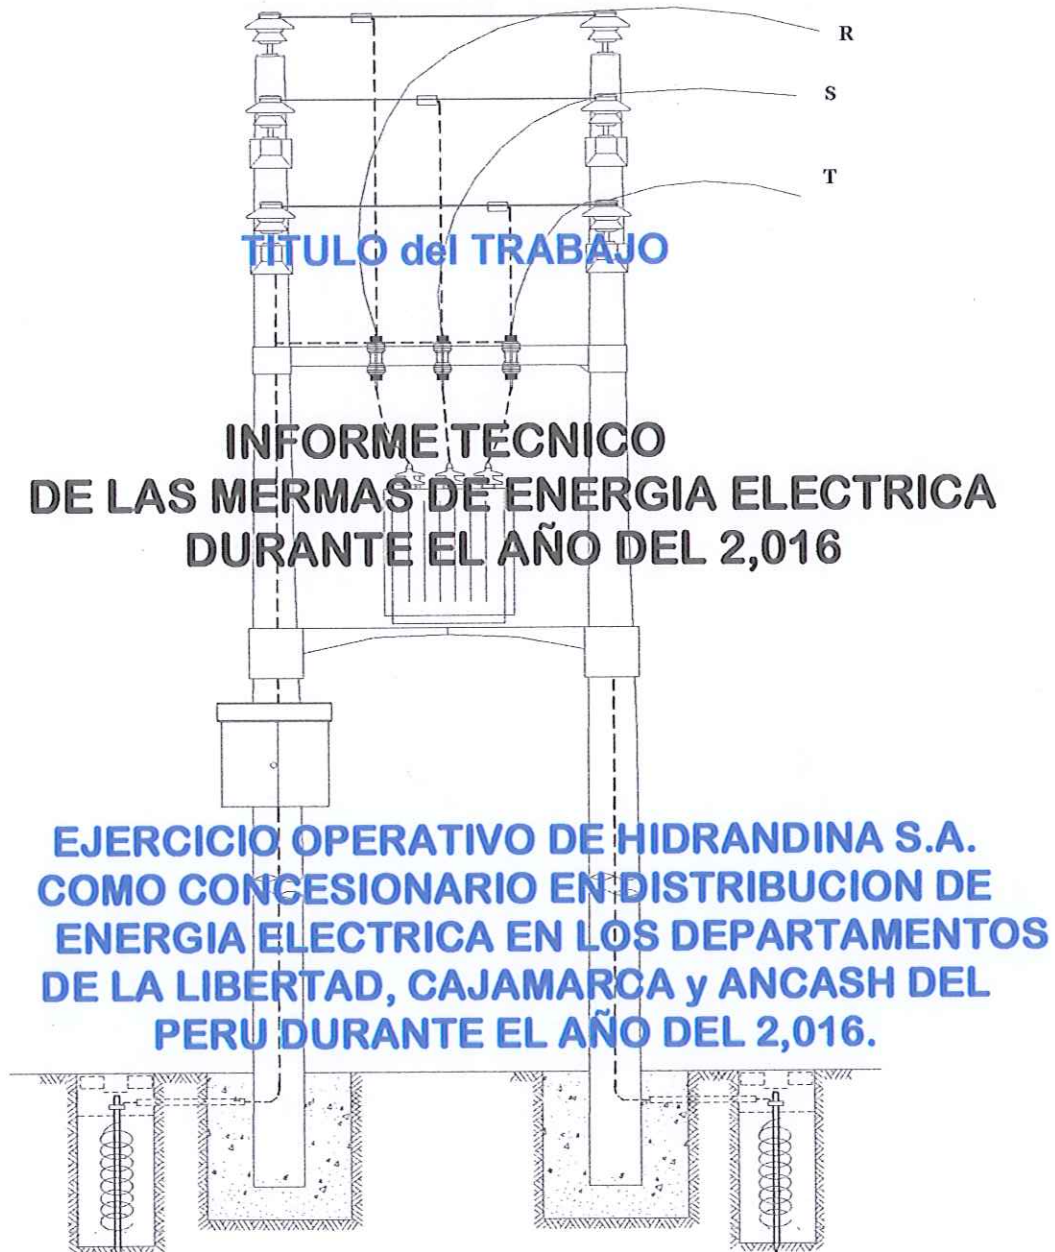 R
S
T
TITULO del TRABAJO
INFORME TECNICO
DE LAS MERMAS DE ENERGIA ELECTRICA
DURANTE EL AÑO DEL 2,016
EJERCICIO OPERATIVO DE HIDRANDINA S.A.
COMO CONCESIONARIO EN DISTRIBUCION DE
ENERGIA ELECTRICA EN LOS DEPARTAMENTOS
DE LA LIBERTAD, CAJAMARCA y ANCASH DEL
PERU DURANTE EL AÑO DEL 2,016.